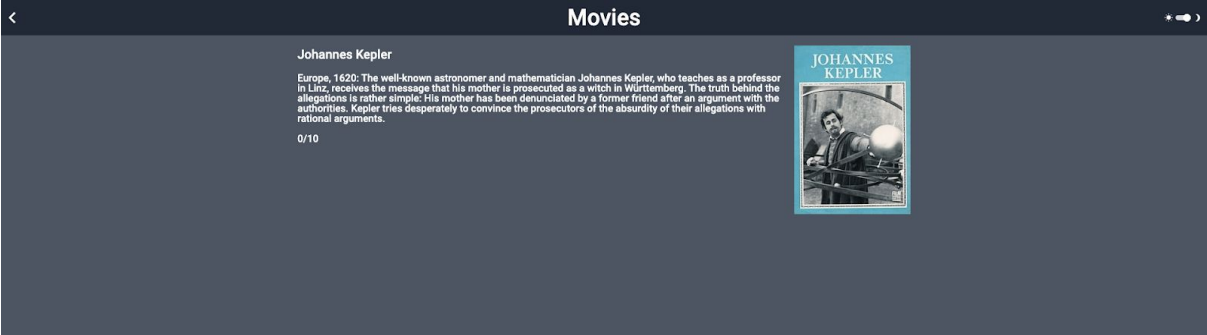 Movies
Johannes Kepler
Europe, 1620: The well-known astronomer and mathematician Johannes Kepler, who teaches as a professor
in Linz, receives the message that his mother is prosecuted as a witch in Württemberg. The truth behind the
allegations is rather simple: His mother has been denunciated by a former friend after an argument with the
authorities. Kepler tries desperately to convince the prosecutors of the absurdity of their allegations with
rational arguments.
0/10
JOHANNES
KEPLER